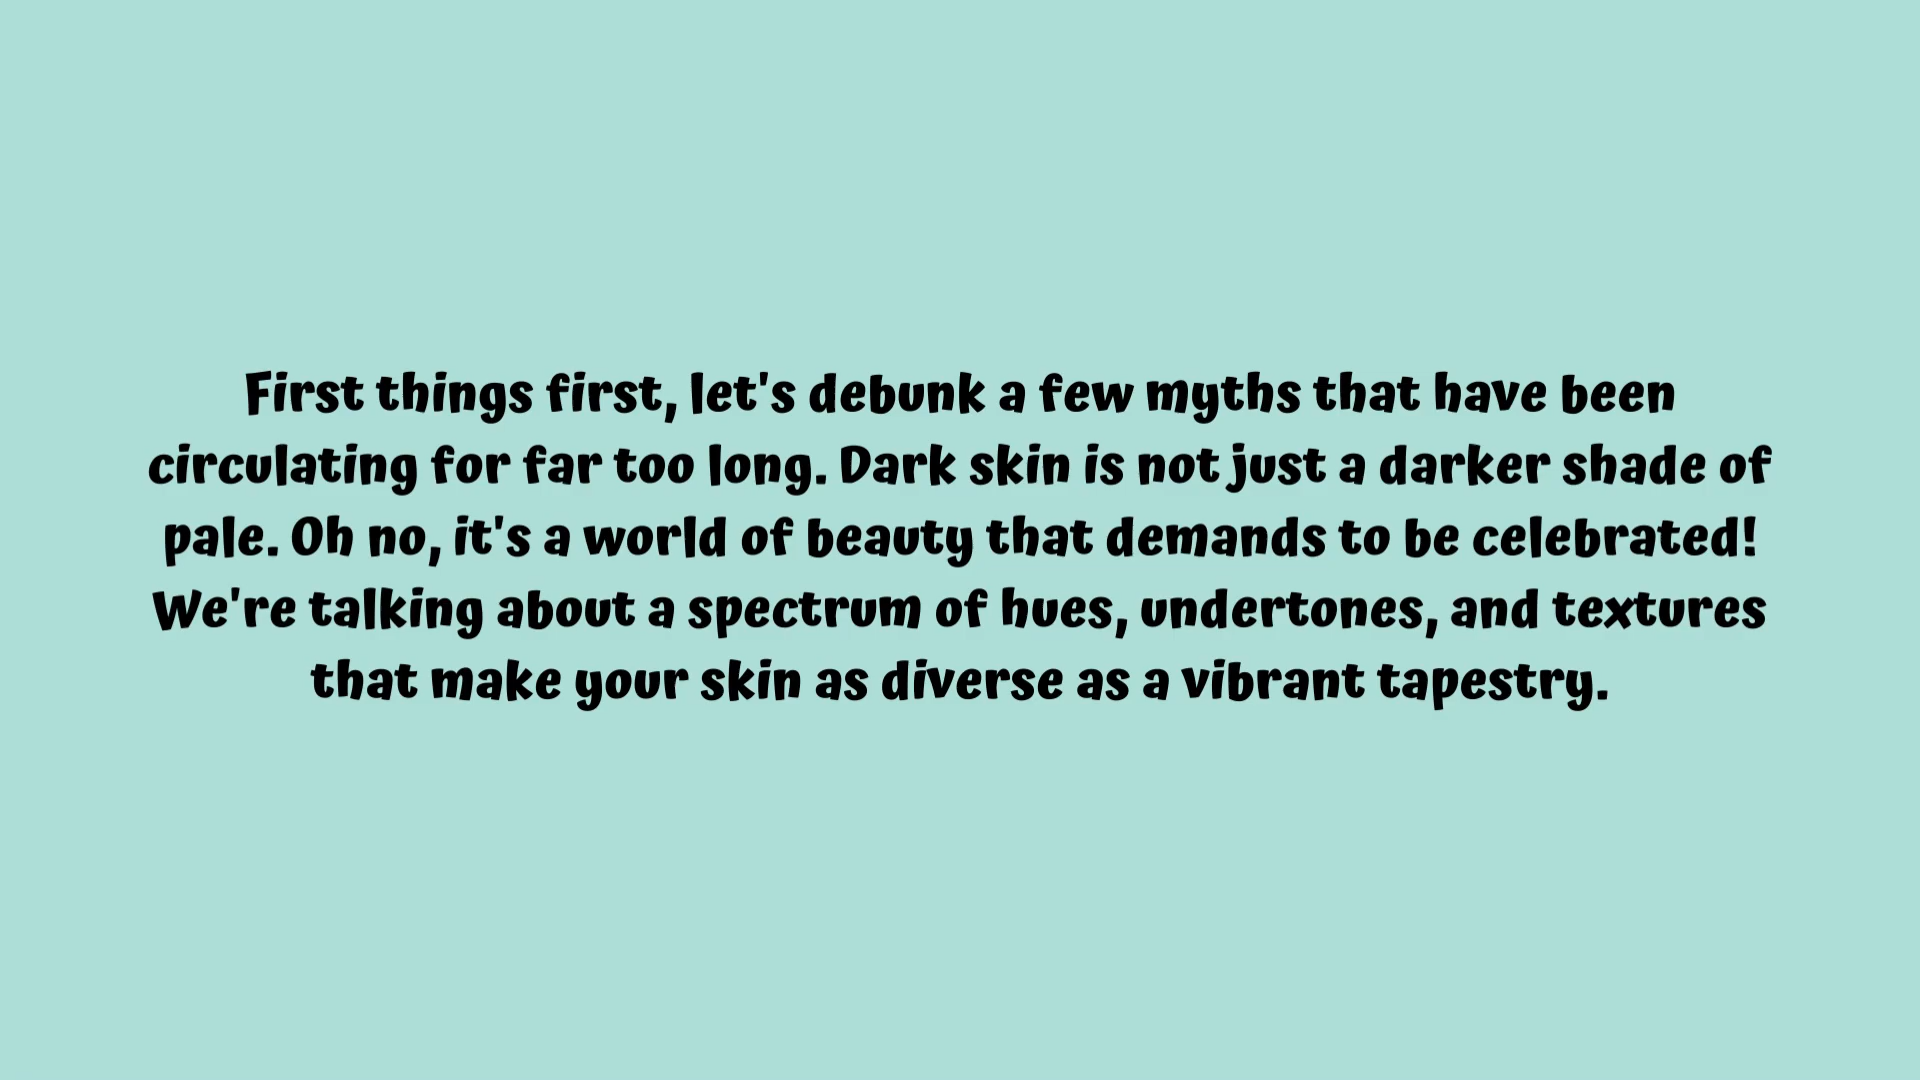 First things first, let's debunk a few myths that have been
circulating for far too long. Dark skin is not just a darker shade of
pale. Oh no, it's a world of beauty that demands to be celebrated!
We're talking about a spectrum of hues, undertones, and textures
that make your skin as diverse as a vibrant tapestry.